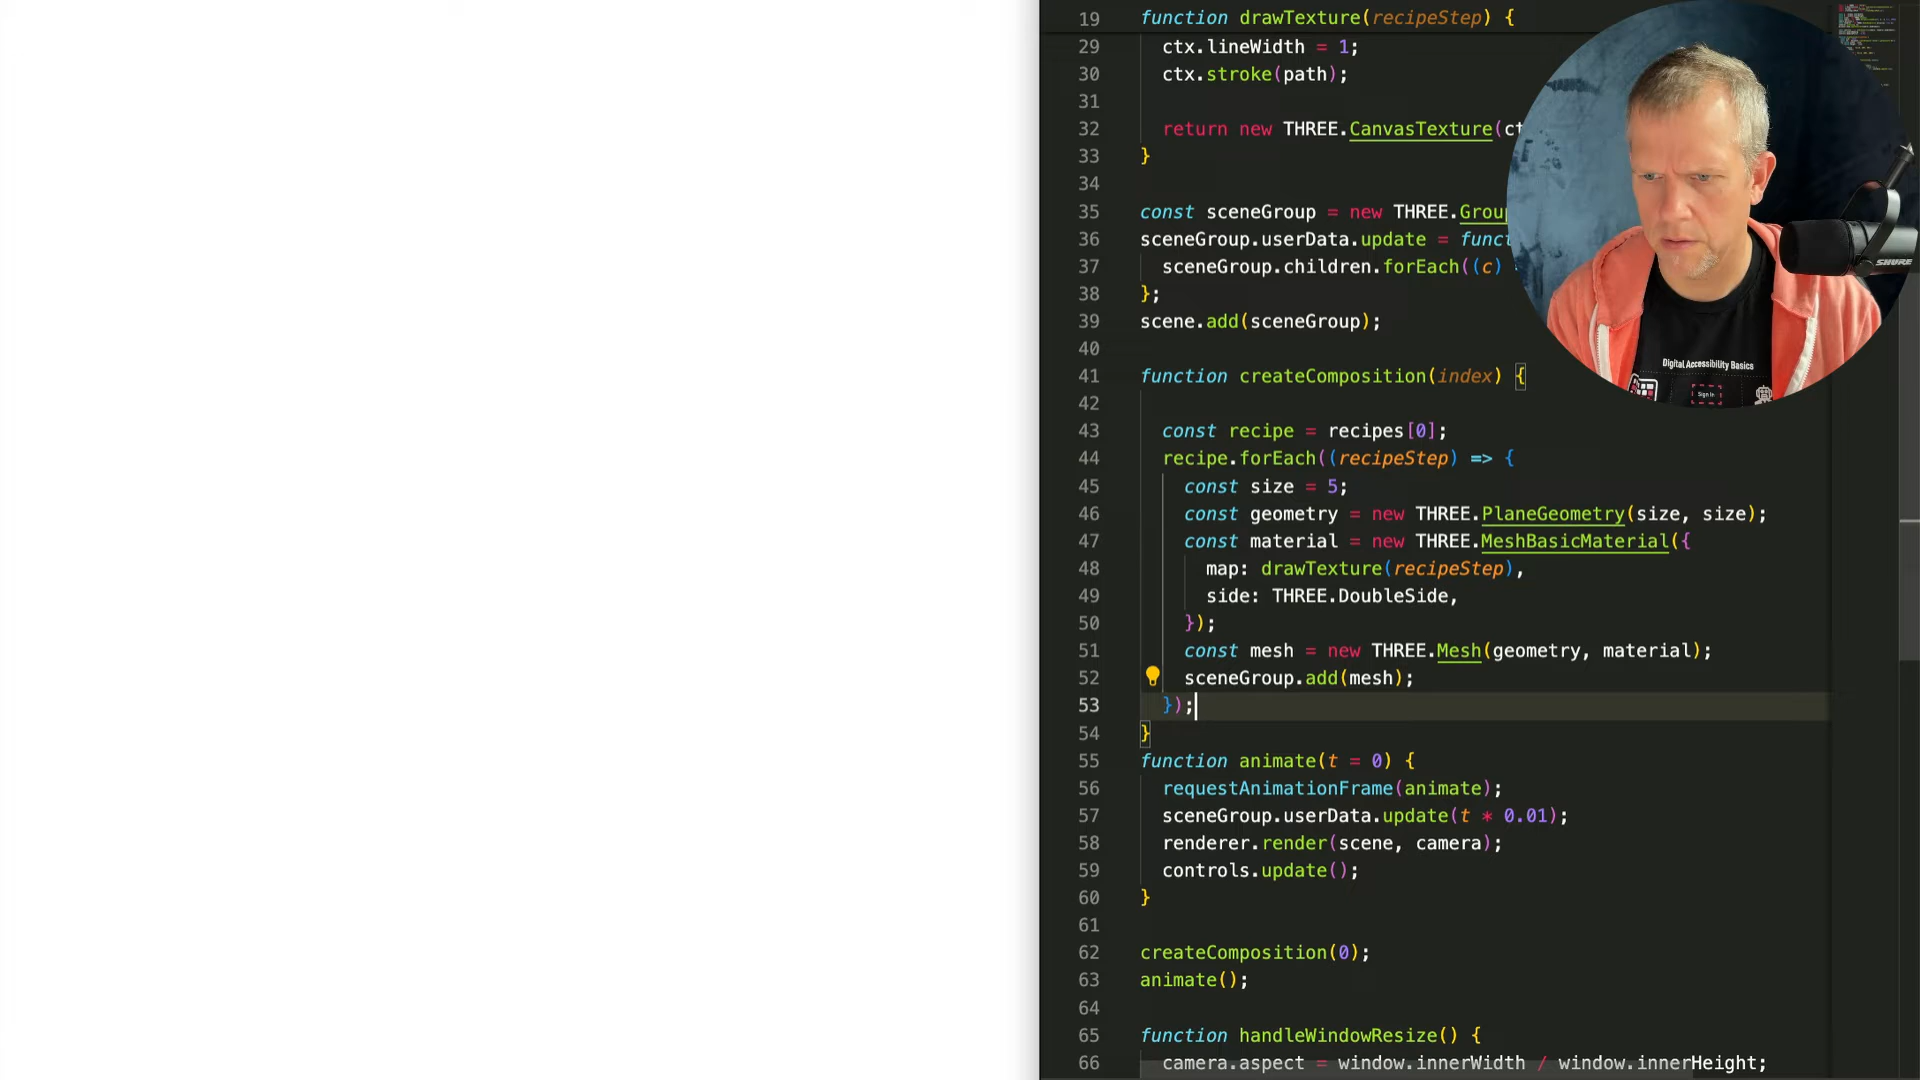 19 function drawTexture(recipeStep) {
29 ctx.lineWidth = 1;
30 ctx.stroke(path);
31
32 return new THREE.CanvasTexture(ct
33 }
34
35 const sceneGroup = new THREE.Group
36 sceneGroup.userData.update = funct
37 sceneGroup.children.forEach((c)
38 };
39 scene.add(sceneGroup);
40
41 function createComposition(index) {
42
43 const recipe = recipes[0];
44 recipe.forEach((recipeStep) => {
45 const size = 5;
46 const geometry = new THREE.PlaneGeometry(size, size);
47 const material = new THREE.MeshBasicMaterial({
48 map: drawTexture(recipeStep),
49 side: THREE.DoubleSide,
50 });
51 const mesh = new THREE.Mesh(geometry, material);
52 sceneGroup.add(mesh);
53 });
54 }
55 function animate(t = 0) {
56 requestAnimationFrame(animate);
57 sceneGroup.userData.update(t * 0.01);
58 renderer.render(scene, camera);
59 controls.update();
60 }
61
62 createComposition(0);
63 animate();
64
65 function handleWindowResize() {
66 camera.aspect = window.innerWidth / window.innerHeight;
SHURE
Digital Accessibility Basics
Sign In